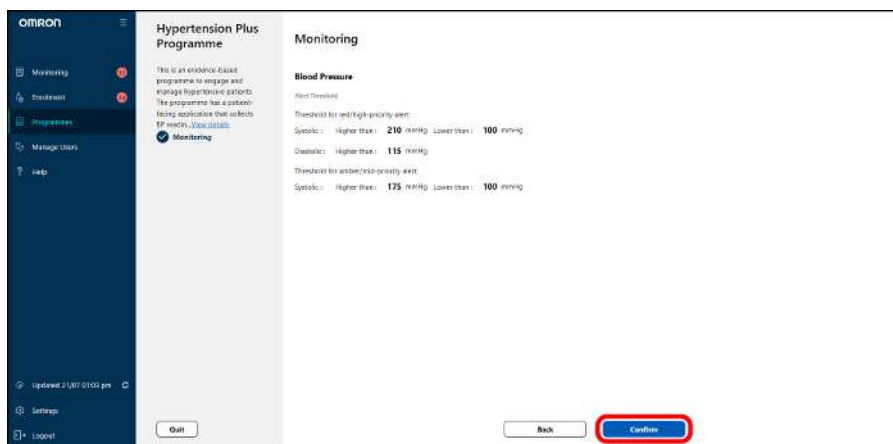 OMRON
Monitoring
Enrolment
Programmes
Manage Users
Help
Updated 21/07 01:03 pm
Settings
Logout
Hypertension Plus
Programme
This is an evidence-based
programme to engage and
manage hypertensive patients.
The programme has a patient-
facing application that collects
BP readin...View details
Monitoring
Quit
Monitoring
Blood Pressure
Alert Threshold
Threshold for red/high-priority alert
Systolic : Higher than : 210 mmHg Lower than : 100 mmHg
Diastolic : Higher than : 115 mmHg
Threshold for amber/mid-priority alert
Systolic : Higher than : 175 mmHg Lower than : 100 mmHg
Back
Confirm